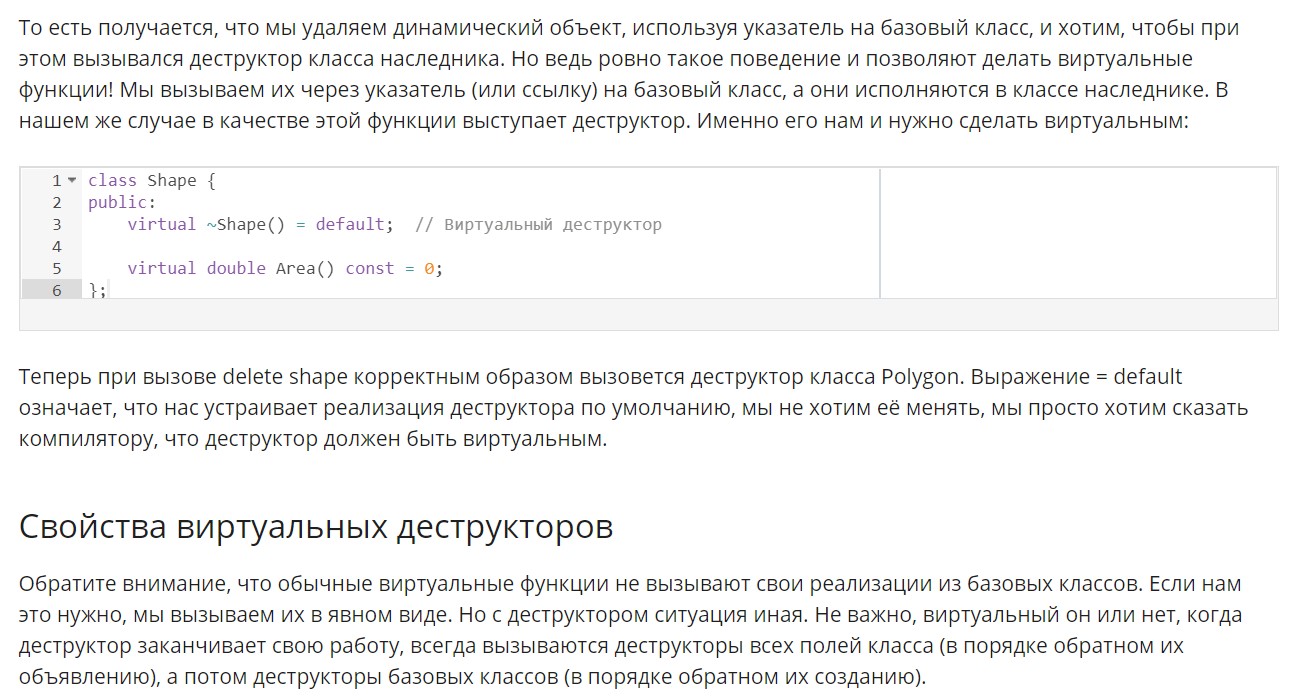 То есть получается, что мы удаляем динамический объект, используя указатель на базовый класс, и хотим, чтобы при
этом вызывался деструктор класса наследника. Но ведь ровно такое поведение и позволяют делать виртуальные
функции! Мы вызываем их через указатель (или ссылку) на базовый класс, а они исполняются в классе наследнике. В
нашем же случае в качестве этой функции выступает деструктор. Именно его нам и нужно сделать виртуальным:
1 class Shape {
2 public:
3     virtual ~Shape() = default;  // Виртуальный деструктор
4
5     virtual double Area() const = 0;
6 };
Теперь при вызове delete shape корректным образом вызовется деструктор класса Polygon. Выражение = default
означает, что нас устраивает реализация деструктора по умолчанию, мы не хотим её менять, мы просто хотим сказать
компилятору, что деструктор должен быть виртуальным.
Свойства виртуальных деструкторов
Обратите внимание, что обычные виртуальные функции не вызывают свои реализации из базовых классов. Если нам
это нужно, мы вызываем их в явном виде. Но с деструктором ситуация иная. Не важно, виртуальный он или нет, когда
деструктор заканчивает свою работу, всегда вызываются деструкторы всех полей класса (в порядке обратном их
объявлению), а потом деструкторы базовых классов (в порядке обратном их созданию).